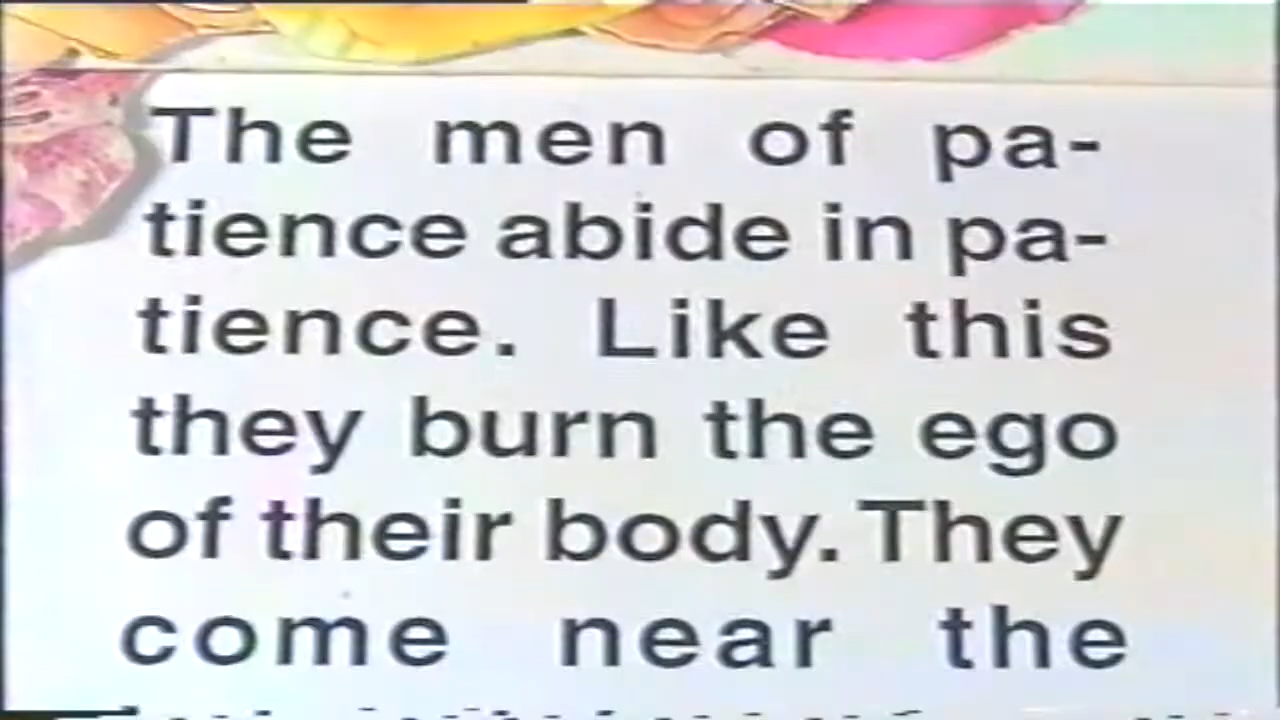 The men of pa-
tience abide in pa-
tience. Like this
they burn the ego
of their body. They
come near the